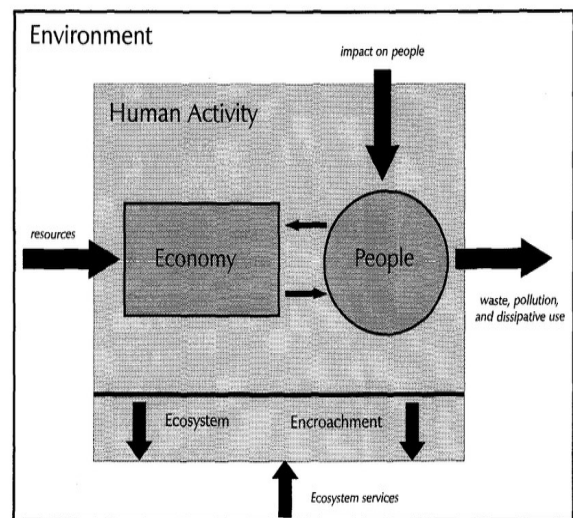 Environment
impact on people
Human Activity
resources
Economy
People
waste, pollution,
and dissipative use
Ecosystem
Encroachment
Ecosystem services